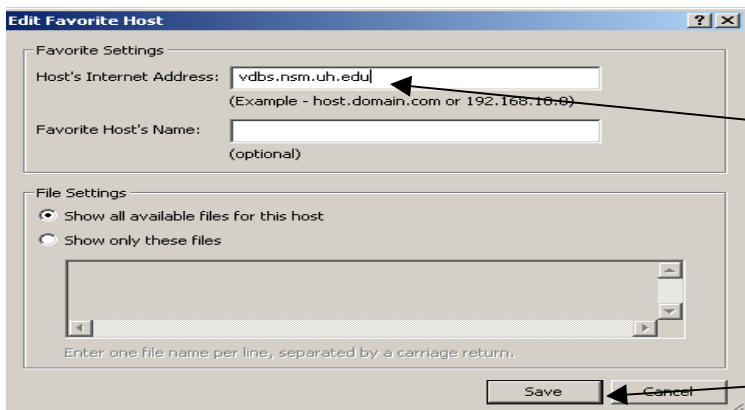 Edit Favorite Host
Favorite Settings
Host's Internet Address: vdbs.nsm.uh.edu
(Example - host.domain.com or 192.168.10.0)
Favorite Host's Name:
(optional)
File Settings
Show all available files for this host
Show only these files
Enter one file name per line, separated by a carriage return.
Save Cancel